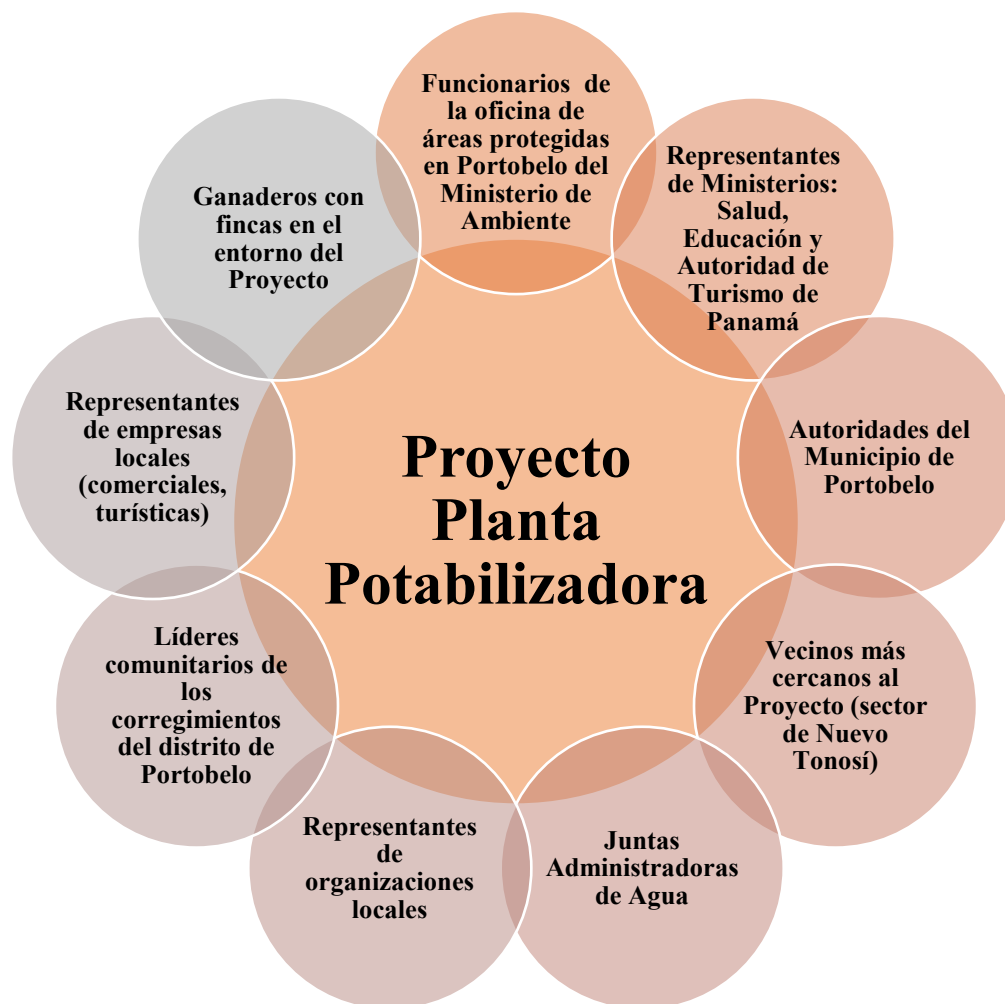 Funcionarios de
la oficina de
áreas protegidas
en Portobelo del
Ministerio de
Ambiente
Representantes
de Ministerios:
Salud,
Educación y
Autoridad de
Turismo de
Panamá
Autoridades del
Municipio de
Portobelo
Vecinos más
cercanos al
Proyecto (sector
de Nuevo
Tonosí)
Juntas
Administradoras
de Agua
Representantes
de
organizaciones
locales
Líderes
comunitarios de
los
corregimientos
del distrito de
Portobelo
Representantes
de empresas
locales
(comerciales,
turísticas)
Ganaderos con
fincas en el
entorno del
Proyecto
Proyecto
Planta
Potabilizadora